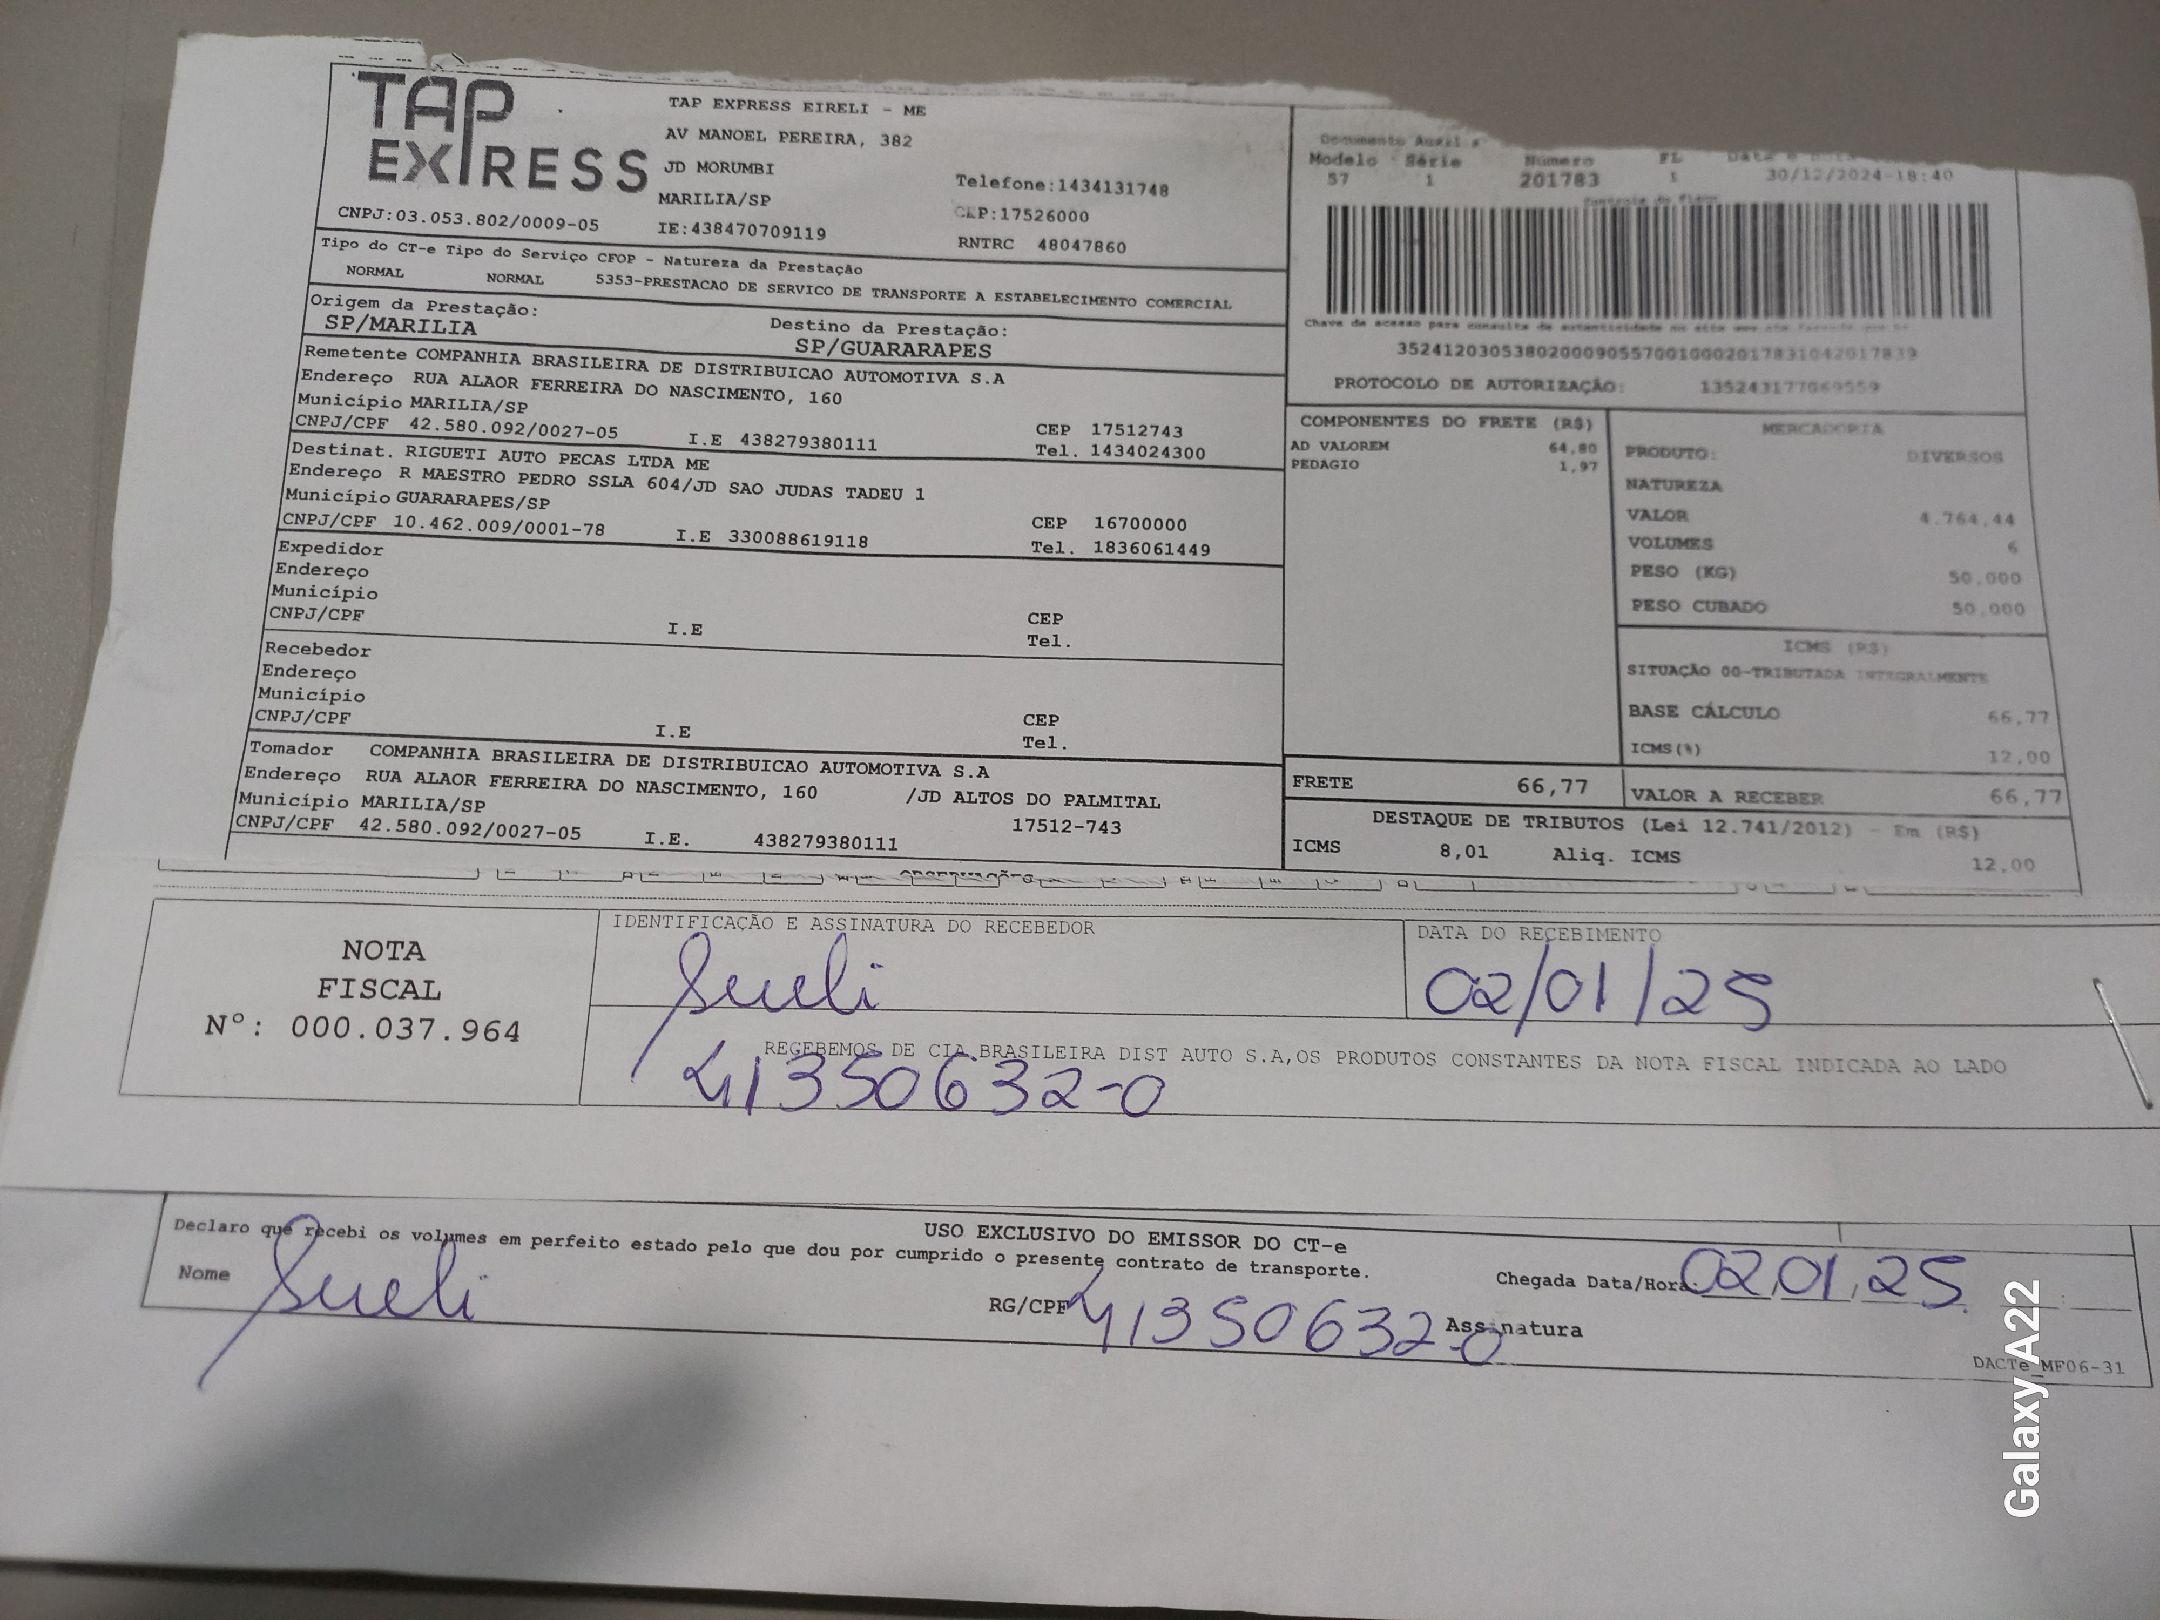 TAP
EXPRESS
TAP EXPRESS EIRELI - ME
AV MANOEL PEREIRA, 382
JD MORUMBI
MARILIA/SP
Telefone:1434131748
CEP:17526000
CNPJ:03.053.802/0009-05
IE:438470709119
RNTRC 48047860
Tipo do CT-e Tipo do Serviço CFOP - Natureza da Prestação
NORMAL NORMAL 5353-PRESTACAO DE SERVICO DE TRANSPORTE A ESTABELECIMENTO COMERCIAL
Origem da Prestação:
SP/MARILIA
Destino da Prestação:
SP/GUARARAPES
Remetente COMPANHIA BRASILEIRA DE DISTRIBUICAO AUTOMOTIVA S.A
Endereço RUA ALAOR FERREIRA DO NASCIMENTO, 160
Município MARILIA/SP
CEP 17512743
CNPJ/CPF 42.580.092/0027-05 I.E 438279380111 Tel. 1434024300
Destinat. RIGUETI AUTO PECAS LTDA ME
Endereço R MAESTRO PEDRO SSLA 604/JD SAO JUDAS TADEU 1
Município GUARARAPES/SP
CEP 16700000
CNPJ/CPF 10.462.009/0001-78 I.E 330088619118 Tel. 1836061449
Expedidor
Endereço
Município
CEP
CNPJ/CPF I.E Tel.
Recebedor
Endereço
Município
CEP
CNPJ/CPF I.E Tel.
Tomador COMPANHIA BRASILEIRA DE DISTRIBUICAO AUTOMOTIVA S.A
Endereço RUA ALAOR FERREIRA DO NASCIMENTO, 160 /JD ALTOS DO PALMITAL
Município MARILIA/SP 17512-743
CNPJ/CPF 42.580.092/0027-05 I.E. 438279380111
Documento
Modelo Série Número FL
57 1 201783 1 30/12/2024-18:40
Chave de acesso para consulta de autenticidade no site
35241203053802000905570010002017831042017839
PROTOCOLO DE AUTORIZAÇÃO: 135243177069559
COMPONENTES DO FRETE (R$)
AD VALOREM 64,80
PEDAGIO 1,97
MERCADORIA
PRODUTO: DIVERSOS
NATUREZA
VALOR 4.764,44
VOLUMES 6
PESO (KG) 50,000
PESO CUBADO 50,000
ICMS (R$)
SITUAÇÃO 00-TRIBUTADA INTEGRALMENTE
BASE CÁLCULO 66,77
ICMS(%) 12,00
FRETE 66,77
VALOR A RECEBER 66,77
DESTAQUE DE TRIBUTOS (Lei 12.741/2012) - Em (R$)
ICMS 8,01 Aliq. ICMS 12,00
NOTA
FISCAL
Nº: 000.037.964
IDENTIFICAÇÃO E ASSINATURA DO RECEBEDOR
Sueli
DATA DO RECEBIMENTO
02/01/25
REGEBEMOS DE CIA.BRASILEIRA DIST AUTO S.A,OS PRODUTOS CONSTANTES DA NOTA FISCAL INDICADA AO LADO
41350632-0
USO EXCLUSIVO DO EMISSOR DO CT-e
Declaro que recebi os volumes em perfeito estado pelo que dou por cumprido o presente contrato de transporte.
Nome Sueli
RG/CPF 41350632-0
Assinatura
Chegada Data/Hora 02,01,25
DACTe_MF06-31
Galaxy A22